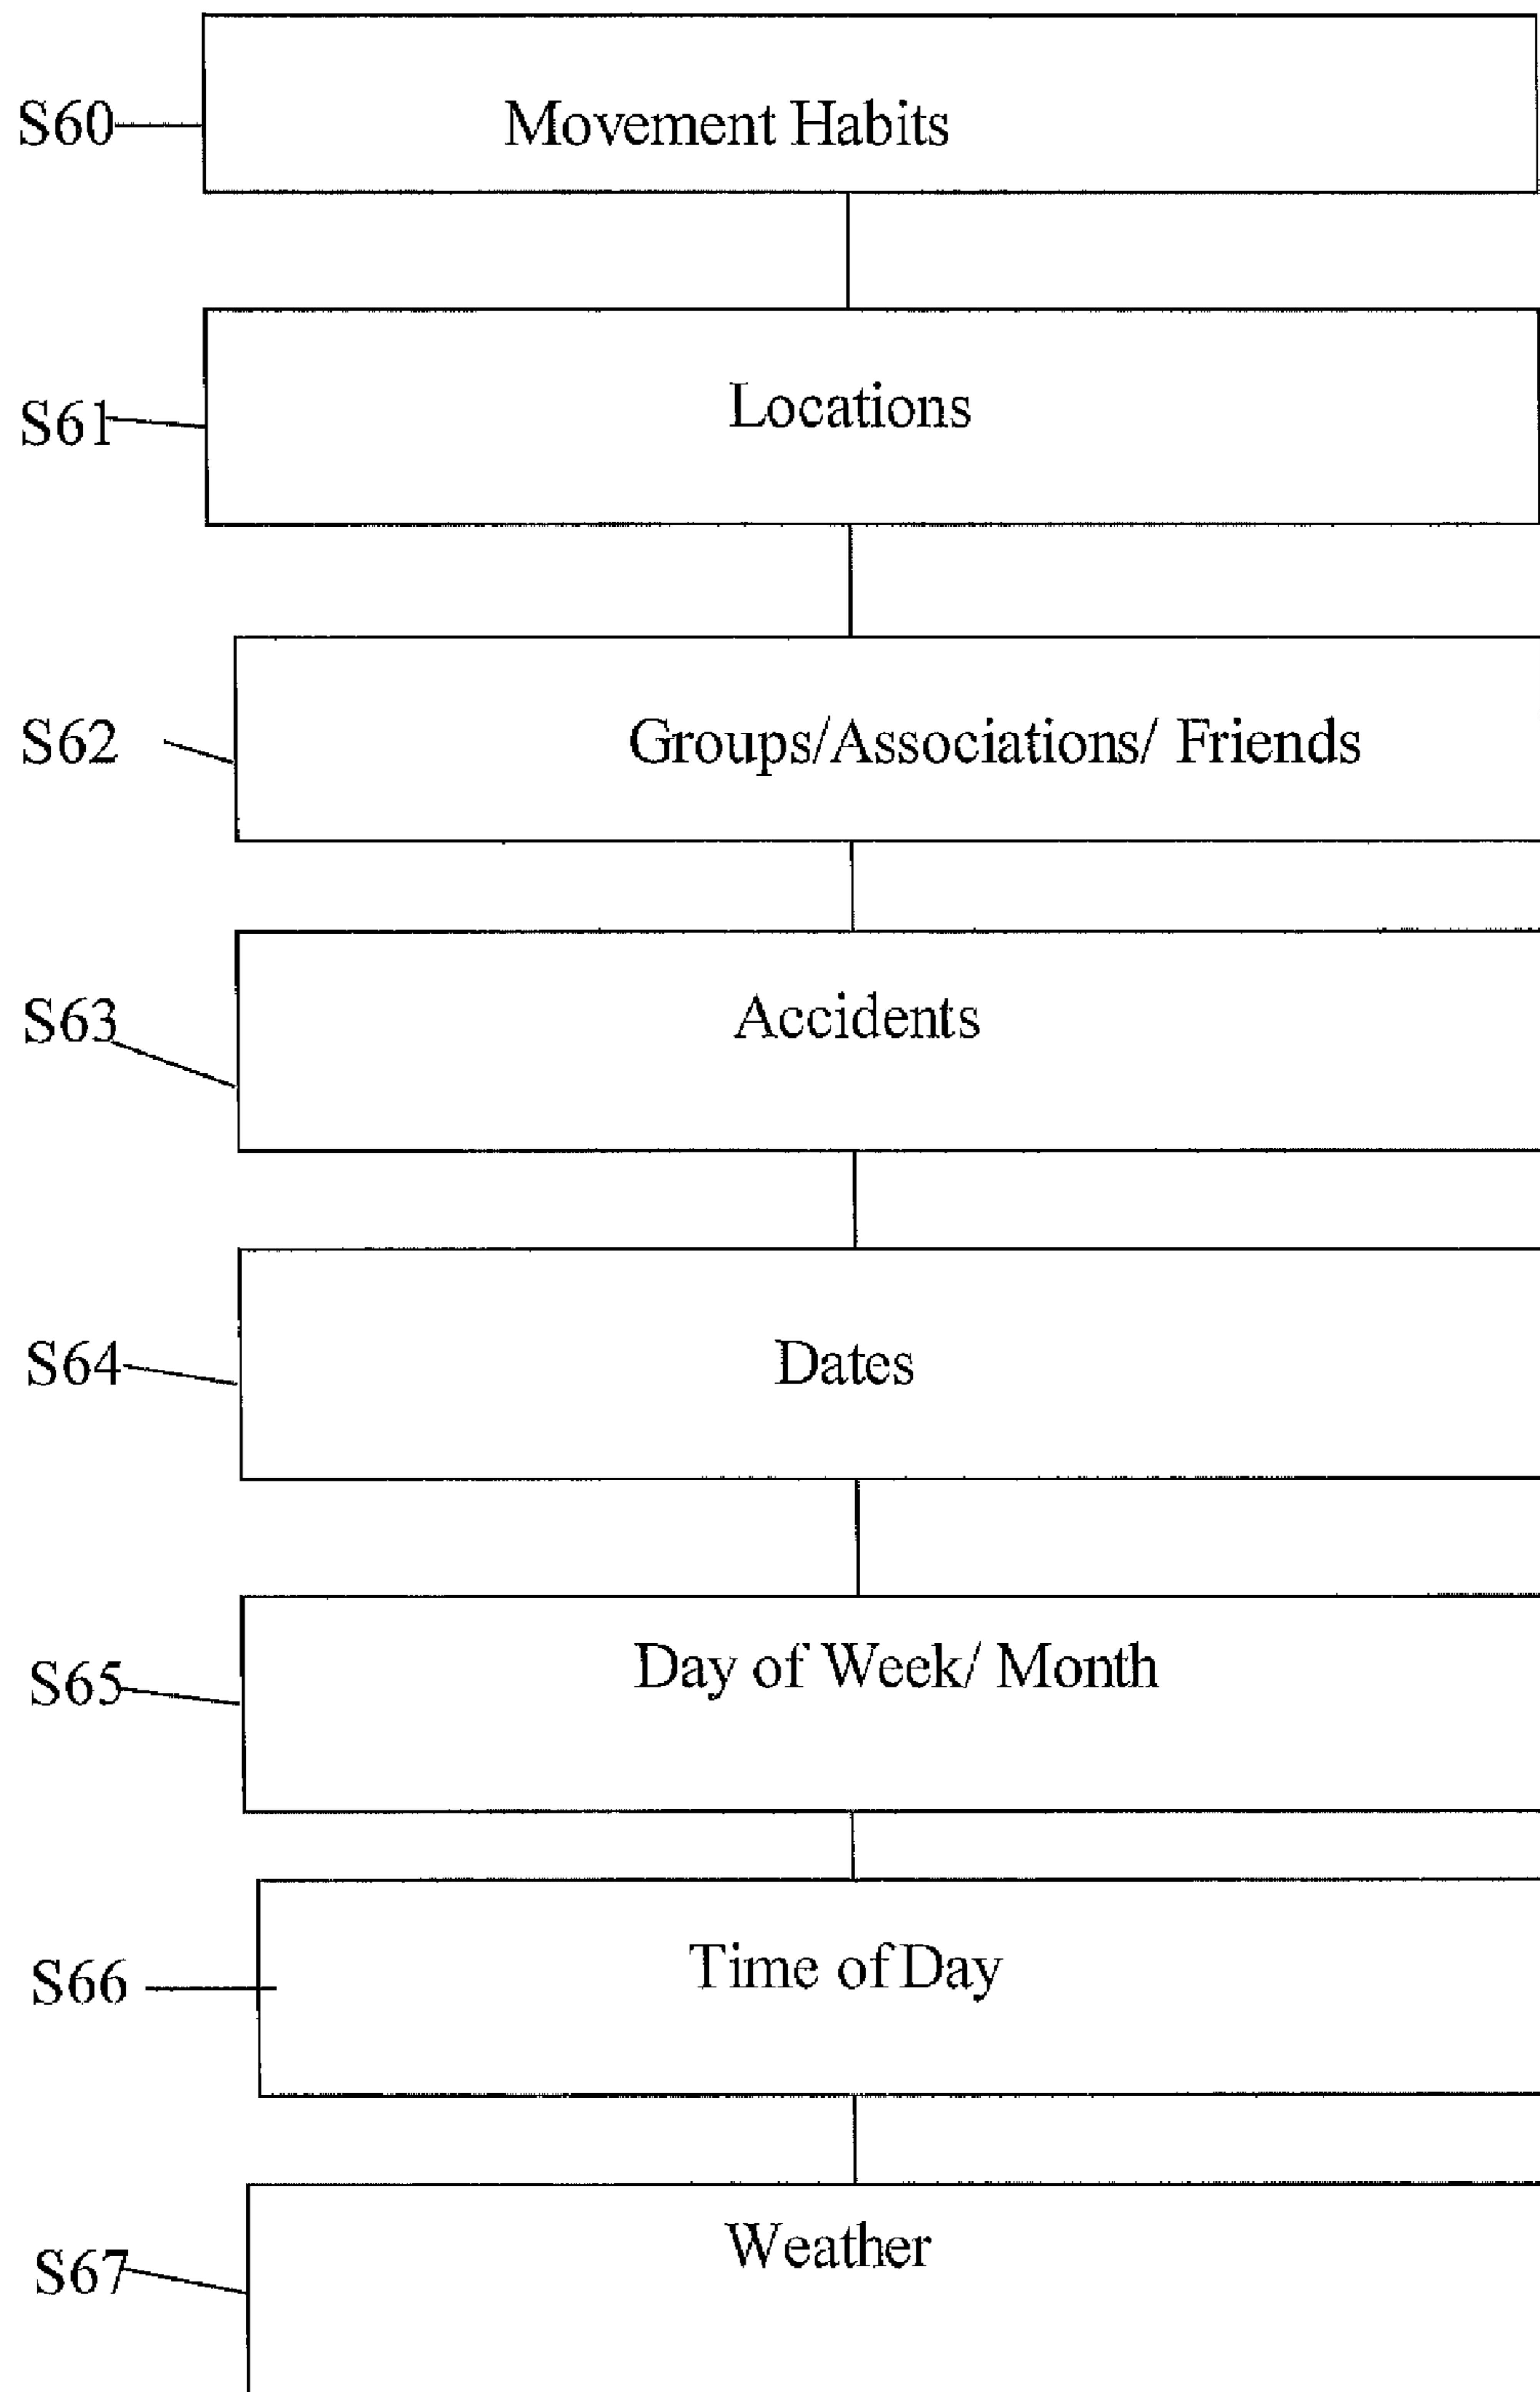 S60 Movement Habits
S61 Locations
S62 Groups/Associations/ Friends
S63 Accidents
S64 Dates
S65 Day of Week/ Month
S66 Time of Day
S67 Weather